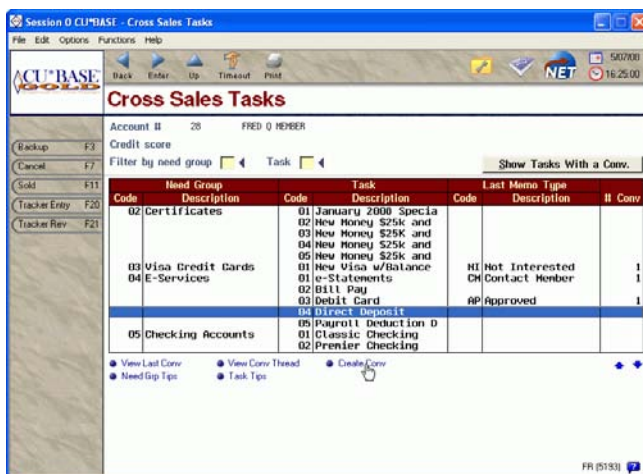 Session 0 CU*BASE - Cross Sales Tasks
File Edit Options Functions Help
CU*BASE
GOLD
Back Enter Up Timeout Print
NET
5/07/00
16:25:00
Cross Sales Tasks
Account # 28 FRED Q MEMBER
Credit score
Filter by need group Task
Show Tasks With a Conv.
Backup F3
Cancel F7
Sold F11
Tracker Entry F20
Tracker Rev F21
Need Group Task Last Memo Type
Code Description Code Description Code Description # Conv
02 Certificates 01 January 2000 Specia
02 New Money $25k and
03 New Money $25K and
04 New Money $25K and
05 New Money $25K and
03 Visa Credit Cards 01 New Visa w/Balance NI Not Interested 1
04 E-Services 01 e-Statements CM Contact Member 1
02 Bill Pay
03 Debit Card AP Approved 1
04 Direct Deposit
05 Payroll Deduction D
05 Checking Accounts 01 Classic Checking
02 Premier Checking
View Last Conv View Conv Thread Create Conv
Need Grp Tips Task Tips
FR (5193)